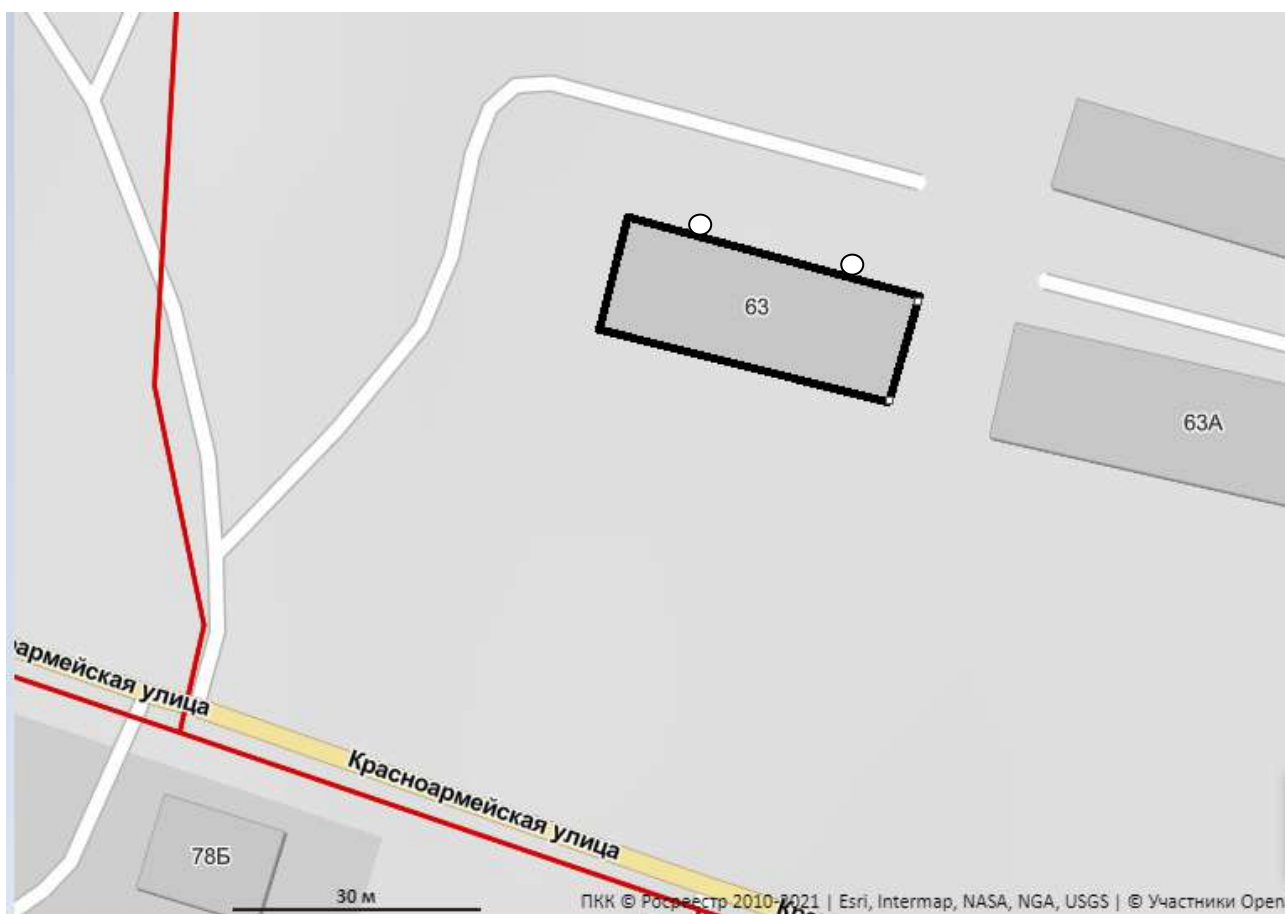 63
63А
армейская улица
Красноармейская улица
78Б
30 м
ПКК © Росреестр 2010-2021 | Esri, Intermap, NASA, NGA, USGS | © Участники Open
Кра